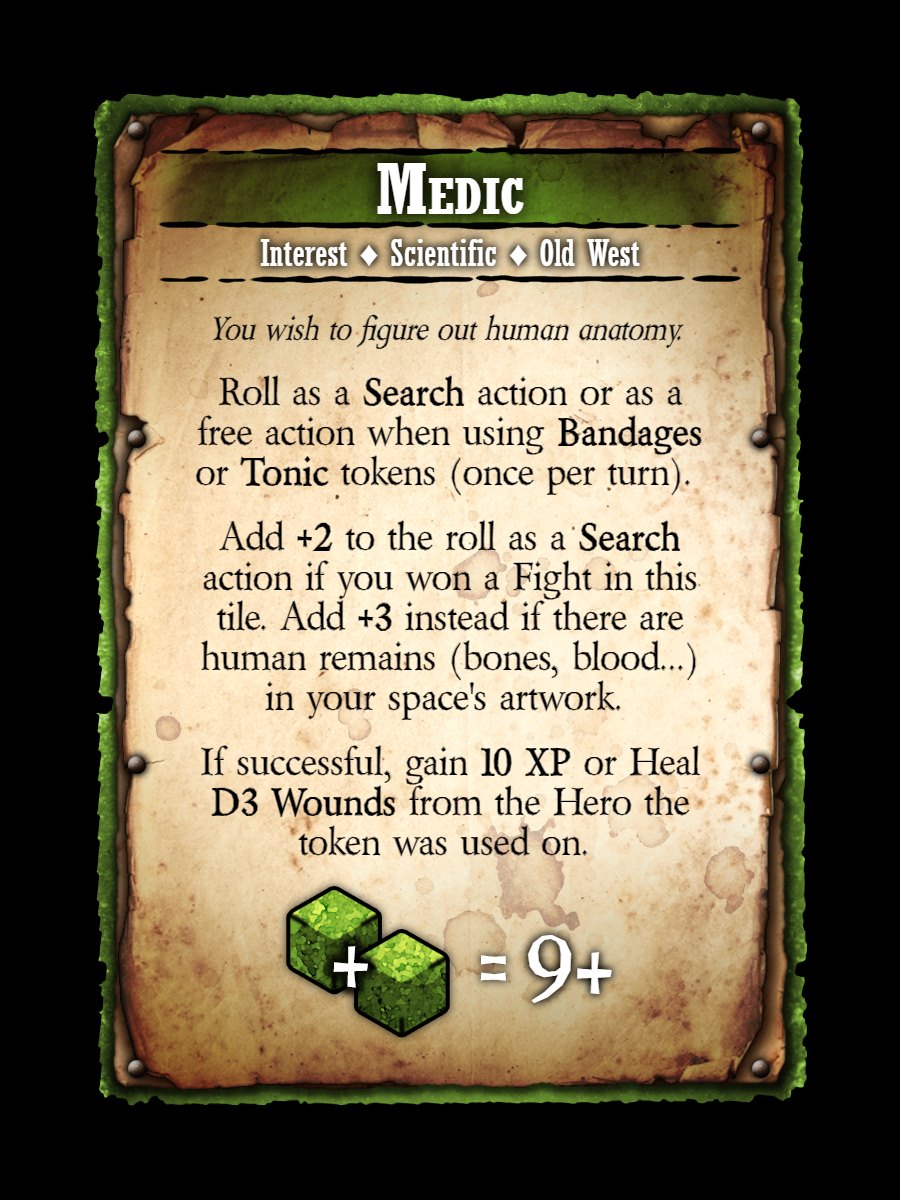 Medic
Interest ◆ Scientific ◆ Old West
You wish to figure out human anatomy.
Roll as a Search action or as a
free action when using Bandages
or Tonic tokens (once per turn).
Add +2 to the roll as a Search
action if you won a Fight in this
tile. Add +3 instead if there are
human remains (bones, blood...)
in your space's artwork.
If successful, gain 10 XP or Heal
D3 Wounds from the Hero the
token was used on.
+ = 9+